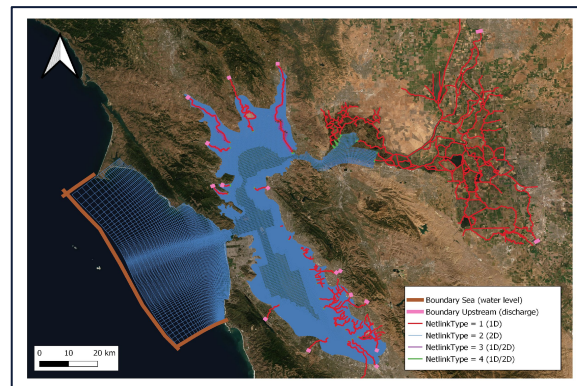 Boundary Sea (water level)
Boundary Upstream (discharge)
NetlinkType = 1 (1D)
NetlinkType = 2 (2D)
NetlinkType = 3 (1D/2D)
NetlinkType = 4 (1D/2D)
0 10 20 km